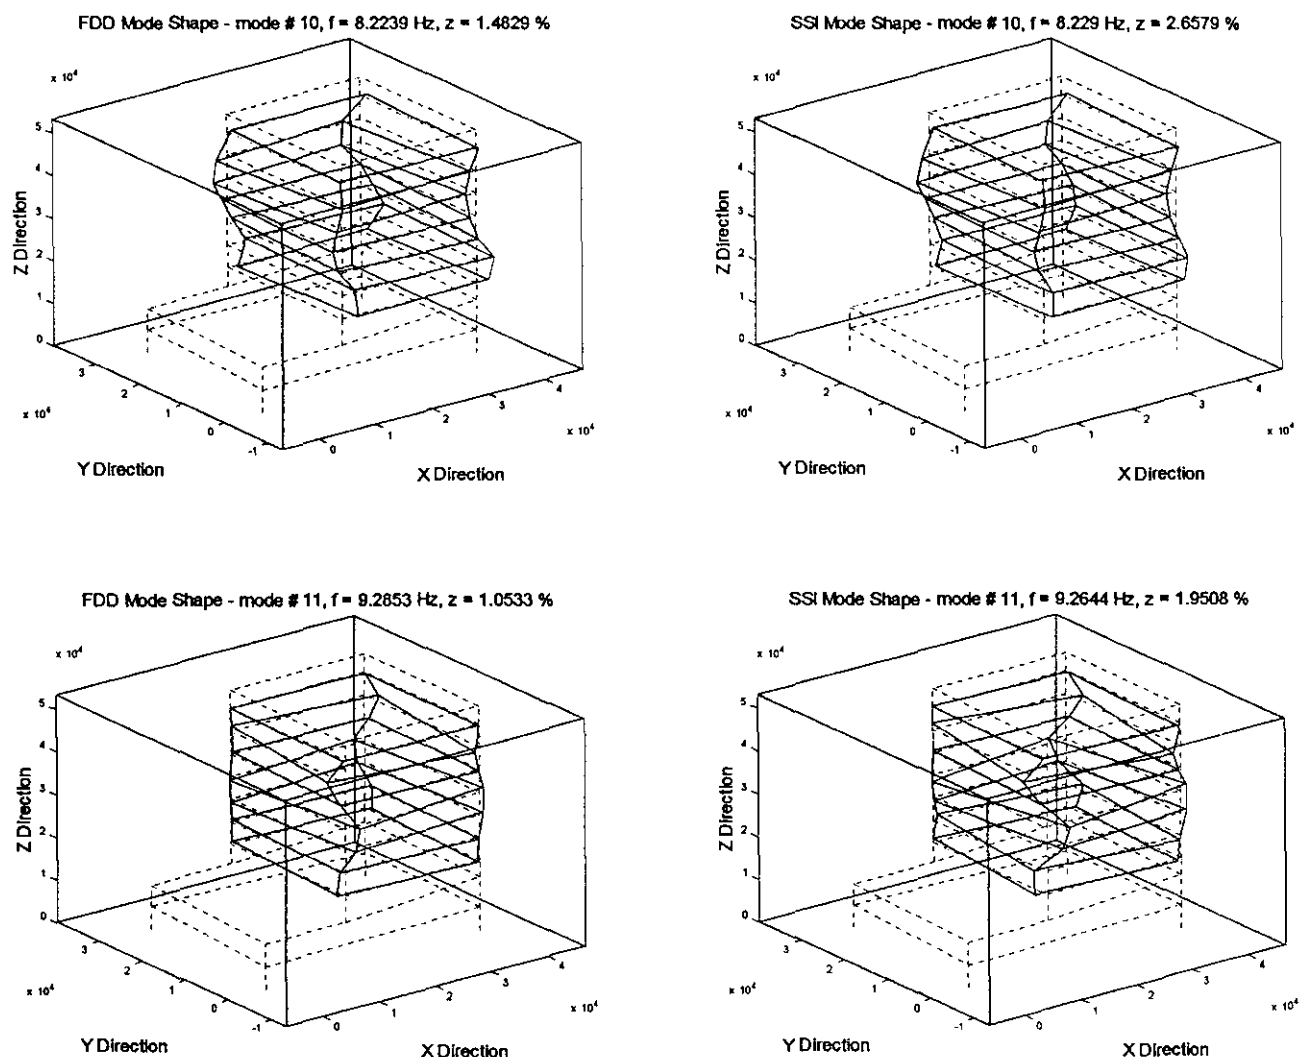 FDD Mode Shape - mode # 10, f = 8.2239 Hz, z = 1.4829 %
x 10⁴
5
4
3
2
1
0
Z Direction
3
2
1
0
-1
x 10⁴
Y Direction
0
1
2
3
4
x 10⁴
X Direction
SSI Mode Shape - mode # 10, f = 8.229 Hz, z = 2.6579 %
x 10⁴
5
4
3
2
1
0
Z Direction
3
2
1
0
-1
x 10⁴
Y Direction
0
1
2
3
4
x 10⁴
X Direction
FDD Mode Shape - mode # 11, f = 9.2853 Hz, z = 1.0533 %
x 10⁴
5
4
3
2
1
0
Z Direction
3
2
1
0
-1
x 10⁴
Y Direction
0
1
2
3
4
x 10⁴
X Direction
SSI Mode Shape - mode # 11, f = 9.2644 Hz, z = 1.9508 %
x 10⁴
5
4
3
2
1
0
Z Direction
3
2
1
0
-1
x 10⁴
Y Direction
0
1
2
3
4
x 10⁴
X Direction